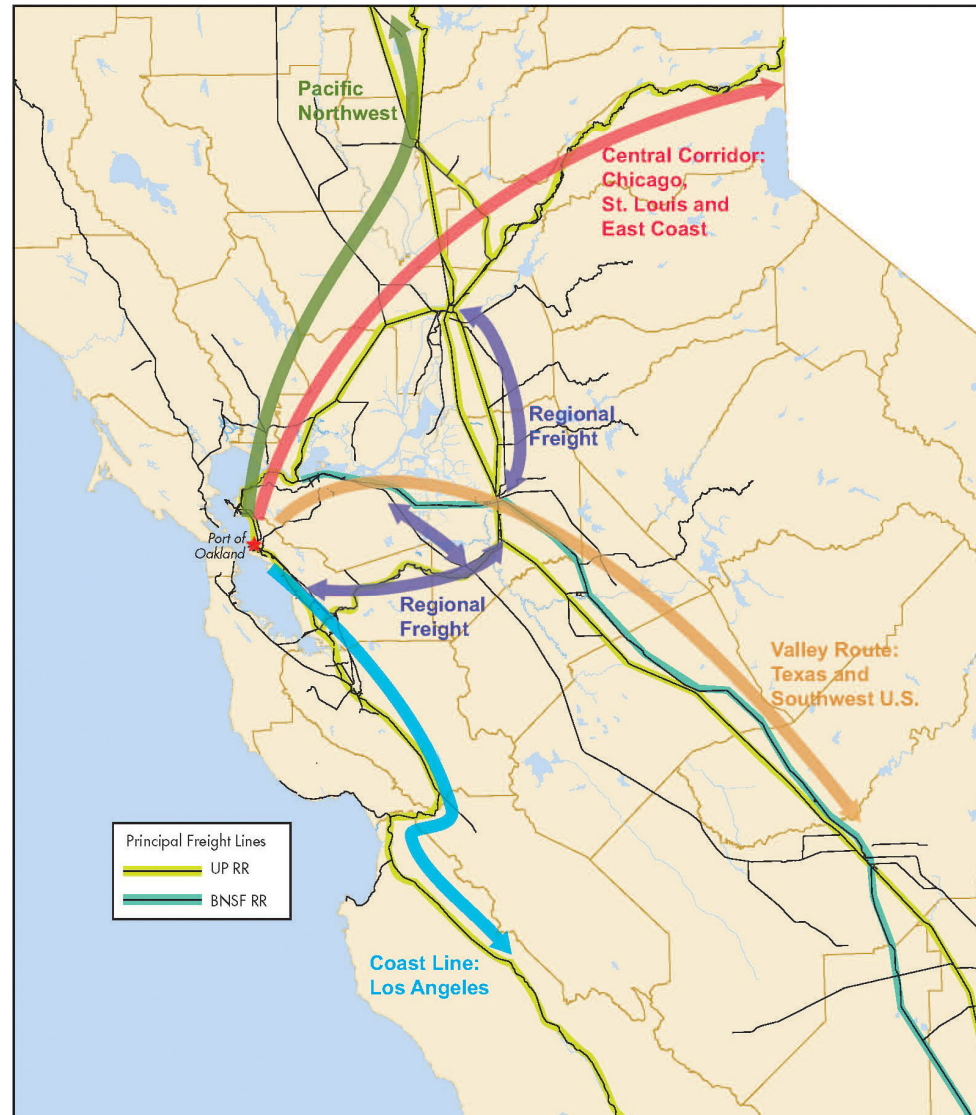 Pacific
Northwest
Central Corridor:
Chicago,
St. Louis and
East Coast
Regional
Freight
Port of
Oakland
Regional
Freight
Valley Route:
Texas and
Southwest U.S.
Principal Freight Lines
UP RR
BNSF RR
Coast Line:
Los Angeles